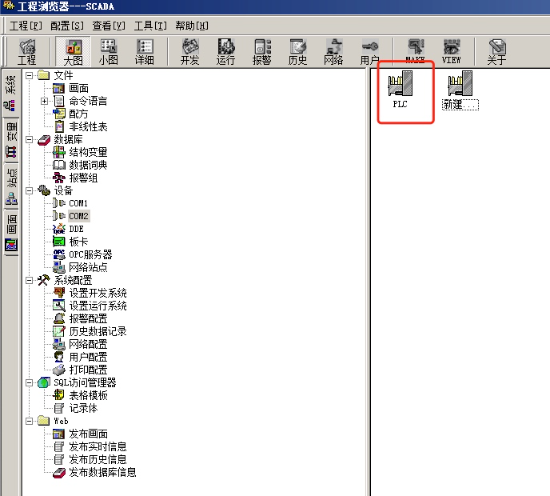 工程浏览器---SCADA
工程[F] 配置[S] 查看[V] 工具[T] 帮助[H]
工程 大图 小图 详细 开发 运行 报警 历史 网络 用户 MAKE VIEW 关于
系统
变量
站点
画面
文件
画面
命令语言
配方
非线性表
数据库
结构变量
数据词典
报警组
设备
COM1
COM2
DDE
板卡
OPC服务器
网络站点
系统配置
设置开发系统
设置运行系统
报警配置
历史数据记录
网络配置
用户配置
打印配置
SQL访问管理器
表格模板
记录体
Web
发布画面
发布实时信息
发布历史信息
发布数据库信息
PLC
新建...